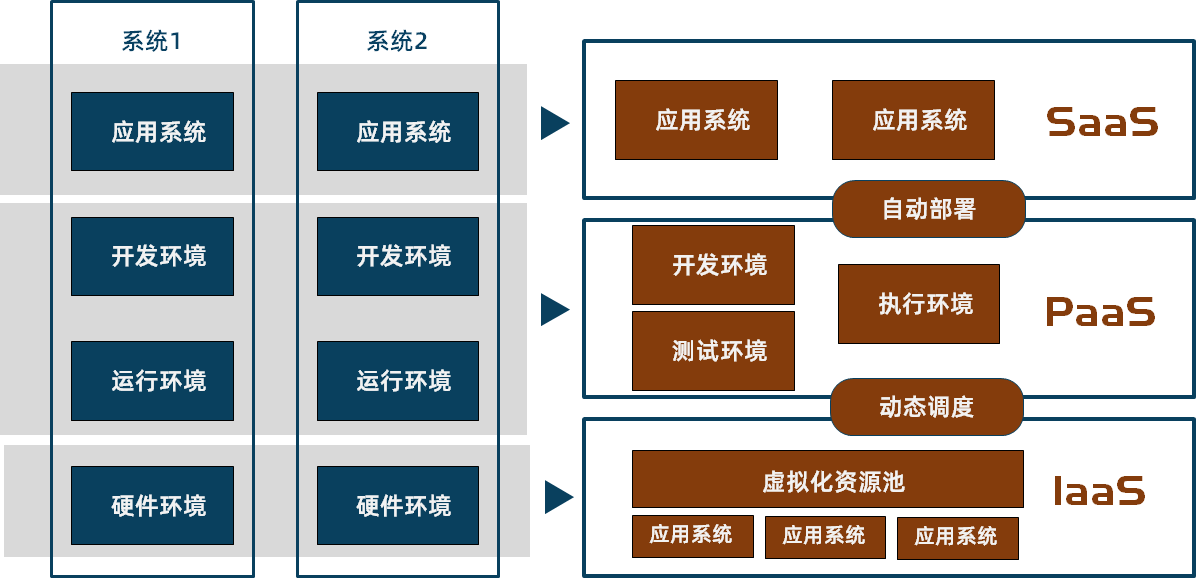 系统1
系统2
应用系统
应用系统
应用系统
应用系统
SaaS
自动部署
开发环境
开发环境
开发环境
执行环境
PaaS
测试环境
运行环境
运行环境
动态调度
硬件环境
硬件环境
虚拟化资源池
IaaS
应用系统
应用系统
应用系统